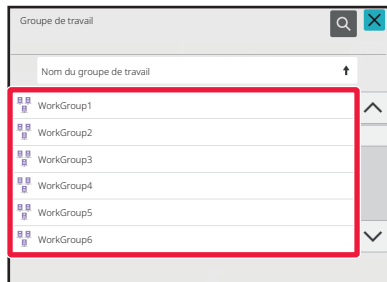 Groupe de travail
Nom du groupe de travail
WorkGroup1
WorkGroup2
WorkGroup3
WorkGroup4
WorkGroup5
WorkGroup6